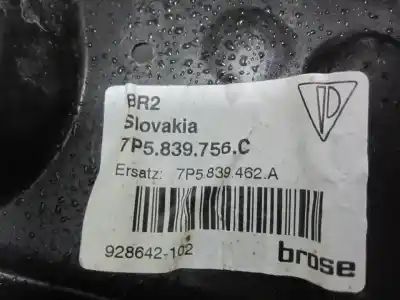 BR2
Slovakia
7P5.839.756.C
Ersatz: 7P5.839.462.A
928642-102
brose